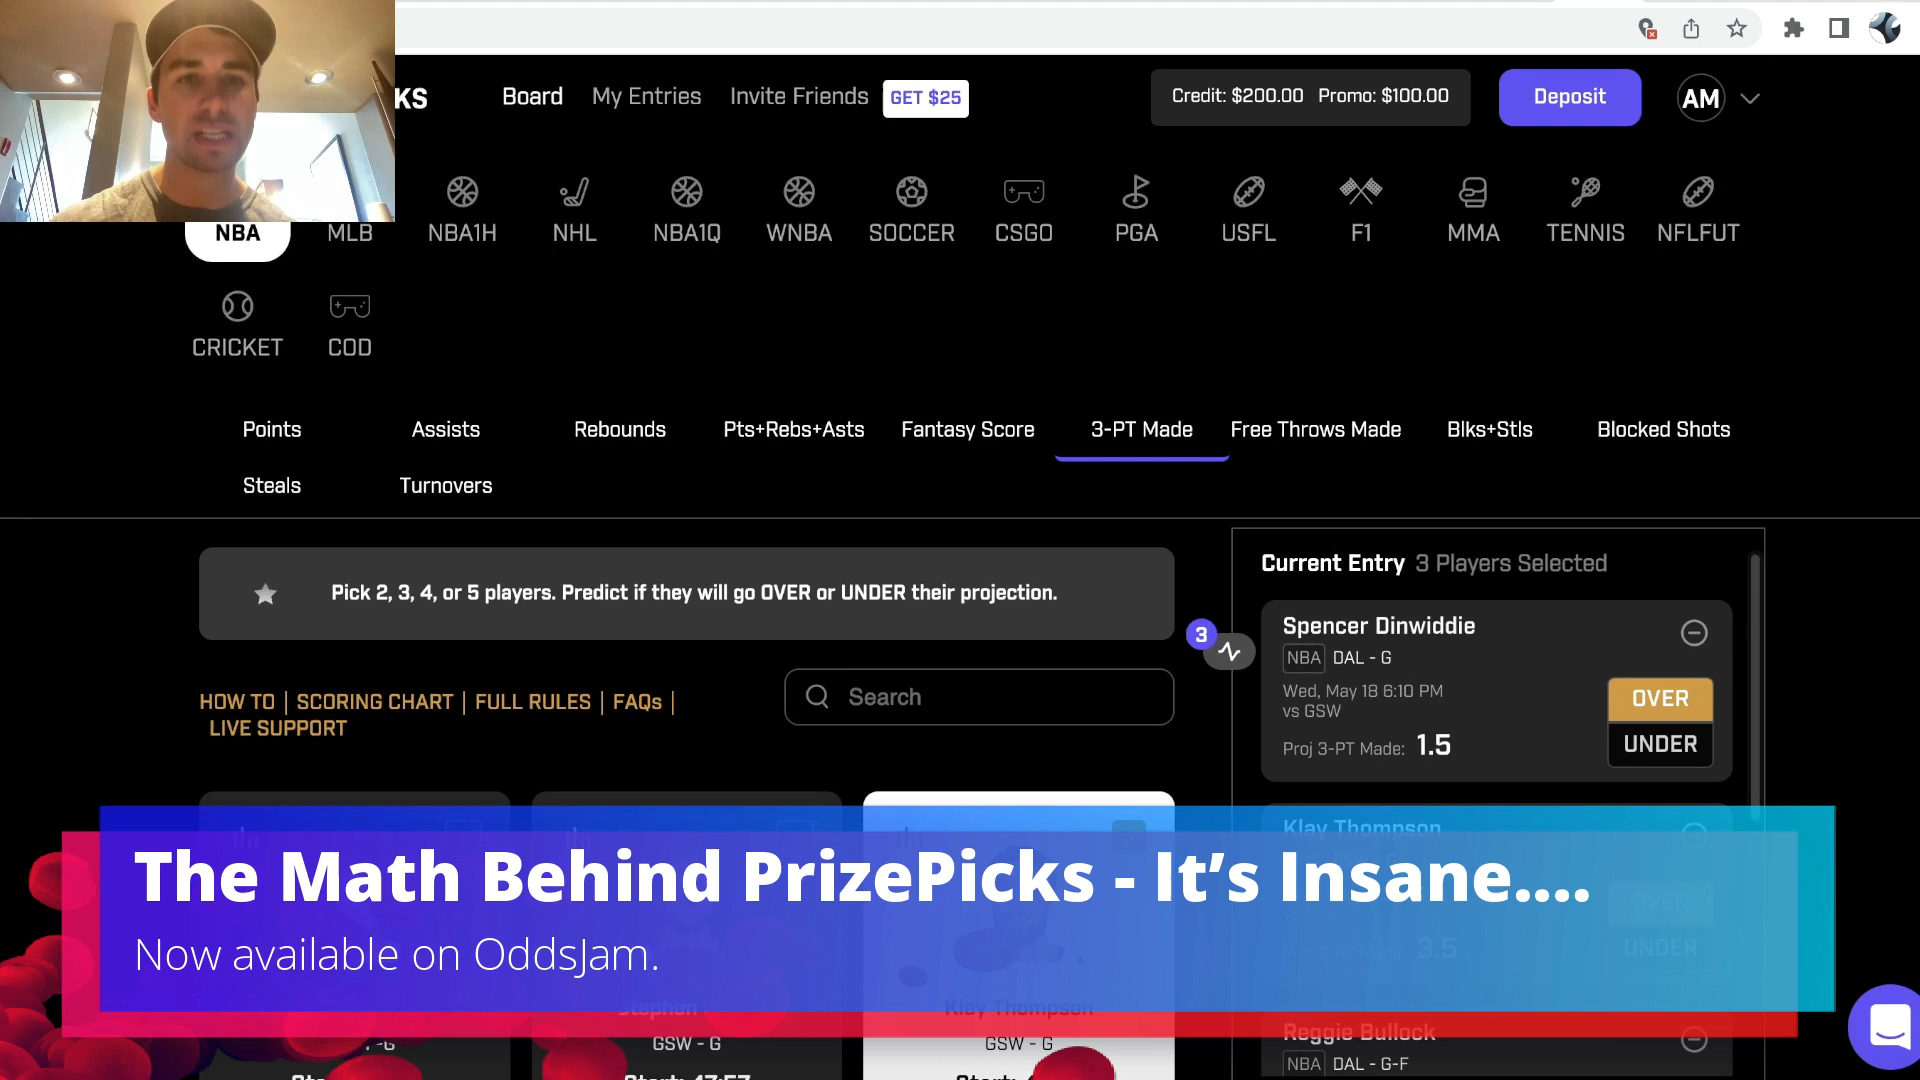 KS
Board
My Entries
Invite Friends
GET $25
Credit: $200.00 Promo: $100.00
Deposit
AM
NBA
MLB
NBA1H
NHL
NBA1Q
WNBA
SOCCER
CSGO
PGA
USFL
F1
MMA
TENNIS
NFLFUT
CRICKET
COD
Points
Assists
Rebounds
Pts+Rebs+Asts
Fantasy Score
3-PT Made
Free Throws Made
Blks+Stls
Blocked Shots
Steals
Turnovers
Pick 2, 3, 4, or 5 players. Predict if they will go OVER or UNDER their projection.
HOW TO | SCORING CHART | FULL RULES | FAQs |
LIVE SUPPORT
Search
Current Entry 3 Players Selected
3
Spencer Dinwiddie
NBA DAL - G
Wed, May 18 6:10 PM
vs GSW
Proj 3-PT Made: 1.5
OVER
UNDER
Klay Thompson
OVER
3.5
UNDER
The Math Behind PrizePicks - It's Insane....
Now available on OddsJam.
Stephen
GSW - G
Klay Thompson
GSW - G
Reggie Bullock
NBA DAL - G-F